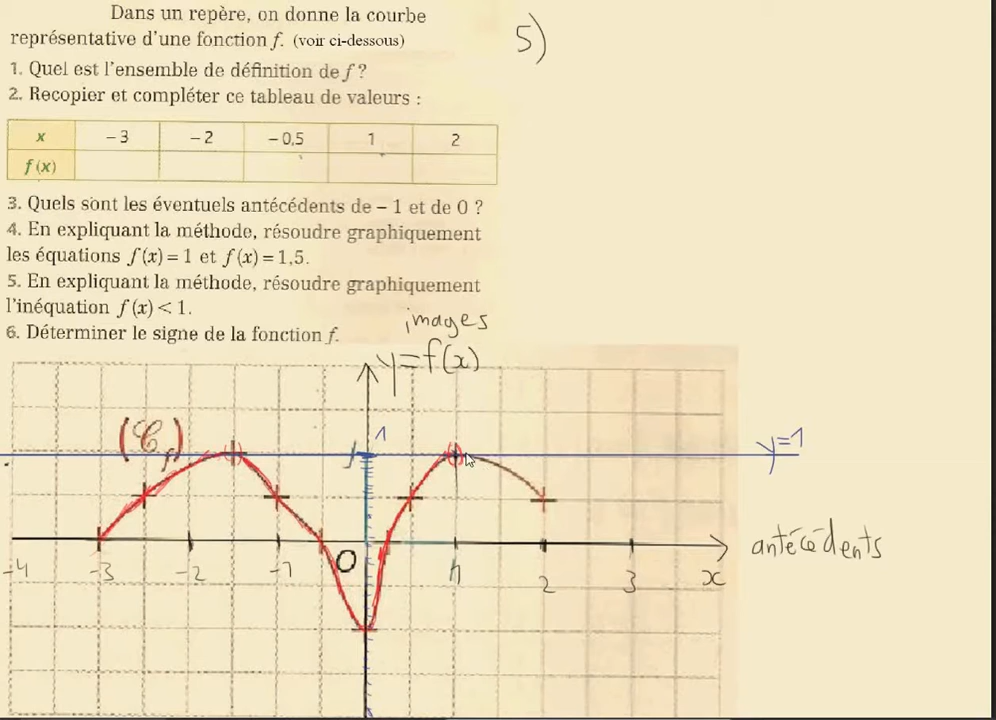 Dans un repère, on donne la courbe
représentative d'une fonction f. (voir ci-dessous)
1. Quel est l'ensemble de définition de f ?
2. Recopier et compléter ce tableau de valeurs :
x -3 -2 -0,5 1 2
f(x)
3. Quels sont les éventuels antécédents de -1 et de 0 ?
4. En expliquant la méthode, résoudre graphiquement
les équations f(x) = 1 et f(x) = 1,5.
5. En expliquant la méthode, résoudre graphiquement
l'inéquation f(x) < 1.
6. Déterminer le signe de la fonction f.
5)
images
y=f(x)
(𝒞f)
1
1
y=1
antécédents
O
-4 -3 -2 -1 1 2 3 x